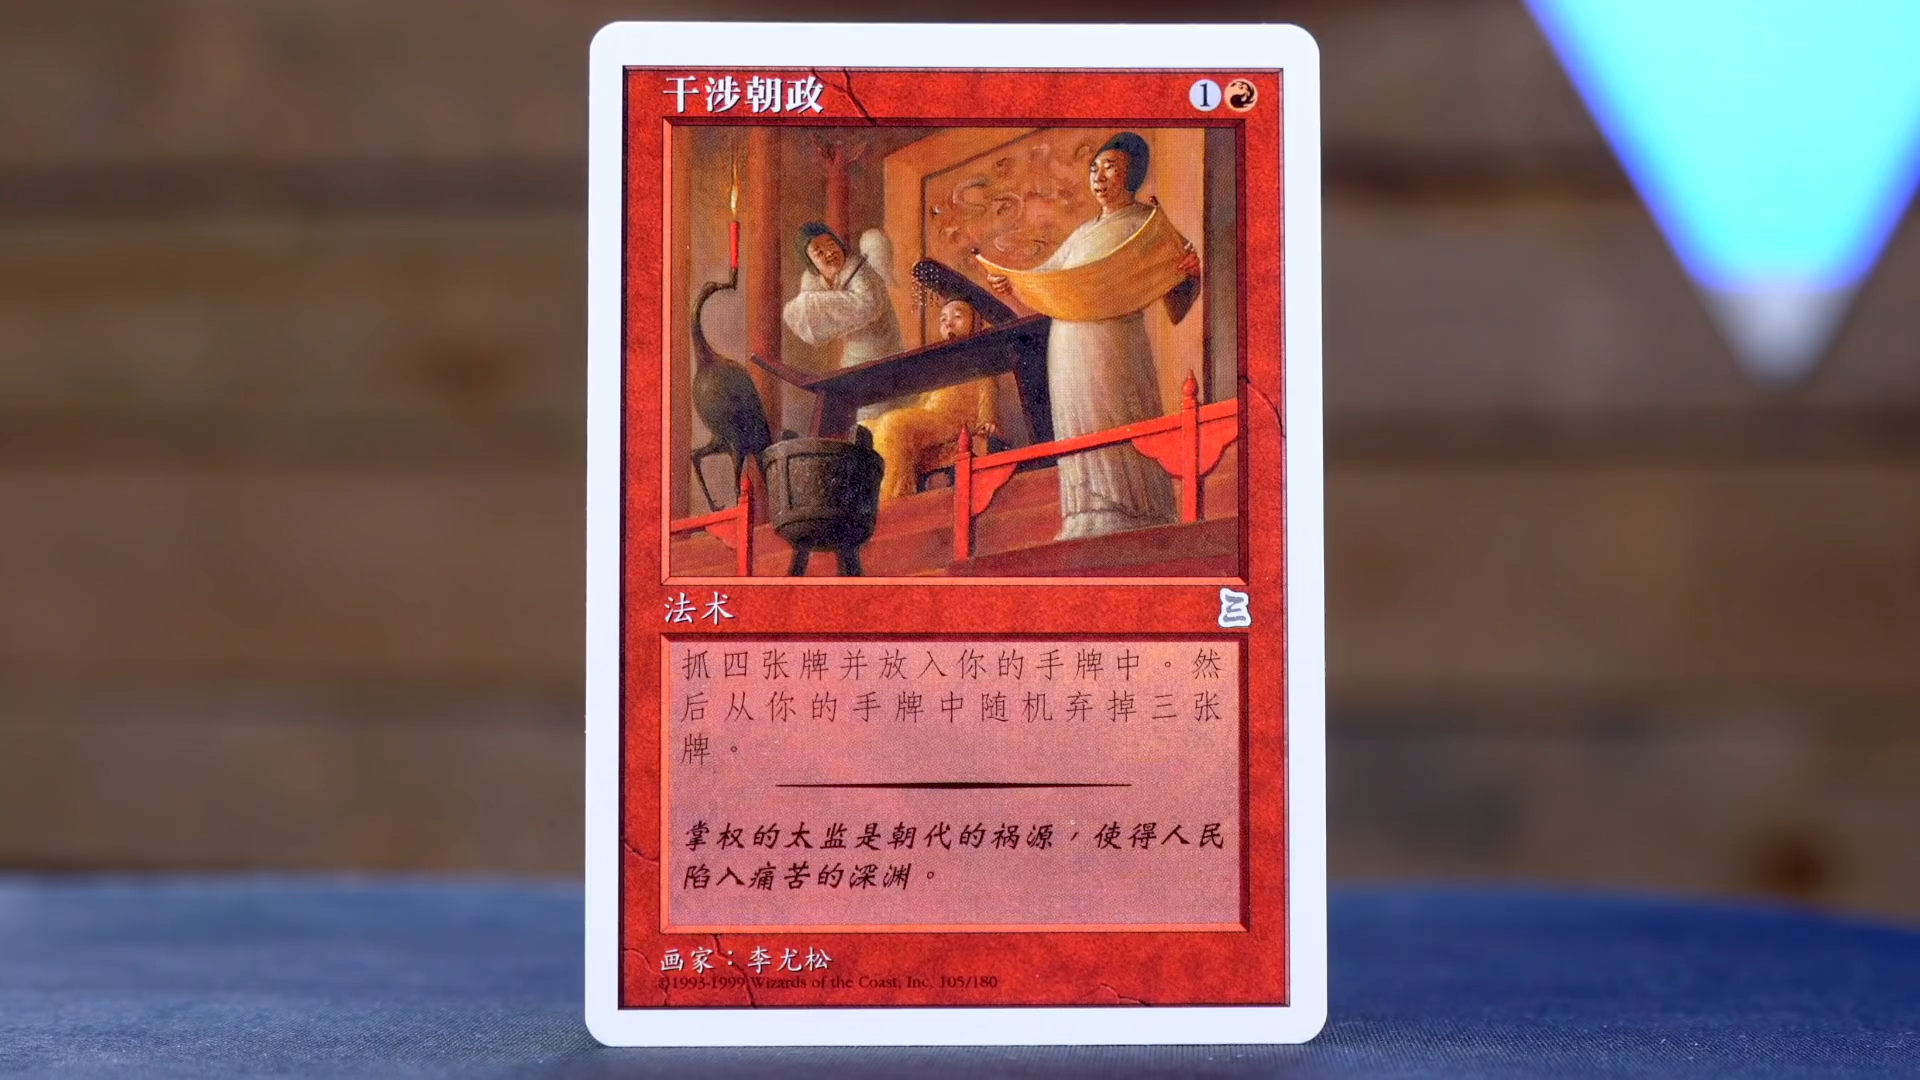 干涉朝政
1
法术
三
抓四张牌并放入你的手牌中。然
后从你的手牌中随机弃掉三张
牌。
掌权的太监是朝代的祸源，使得人民
陷入痛苦的深渊。
画家：李尤松
©1993-1999 Wizards of the Coast, Inc. 105/180